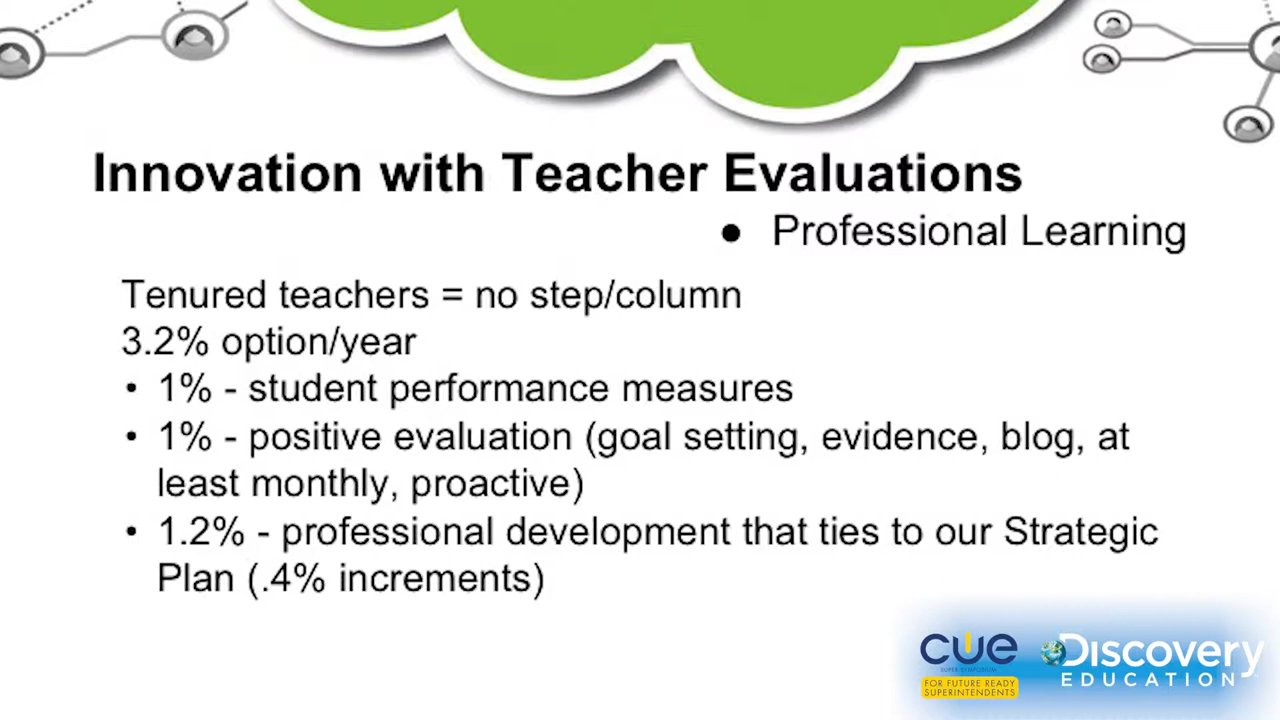 Innovation with Teacher Evaluations
● Professional Learning
Tenured teachers = no step/column
3.2% option/year
• 1% - student performance measures
• 1% - positive evaluation (goal setting, evidence, blog, at
least monthly, proactive)
• 1.2% - professional development that ties to our Strategic
Plan (.4% increments)
cue
SUPER SYMPOSIUM
FOR FUTURE READY
SUPERINTENDENTS
Discovery
EDUCATION